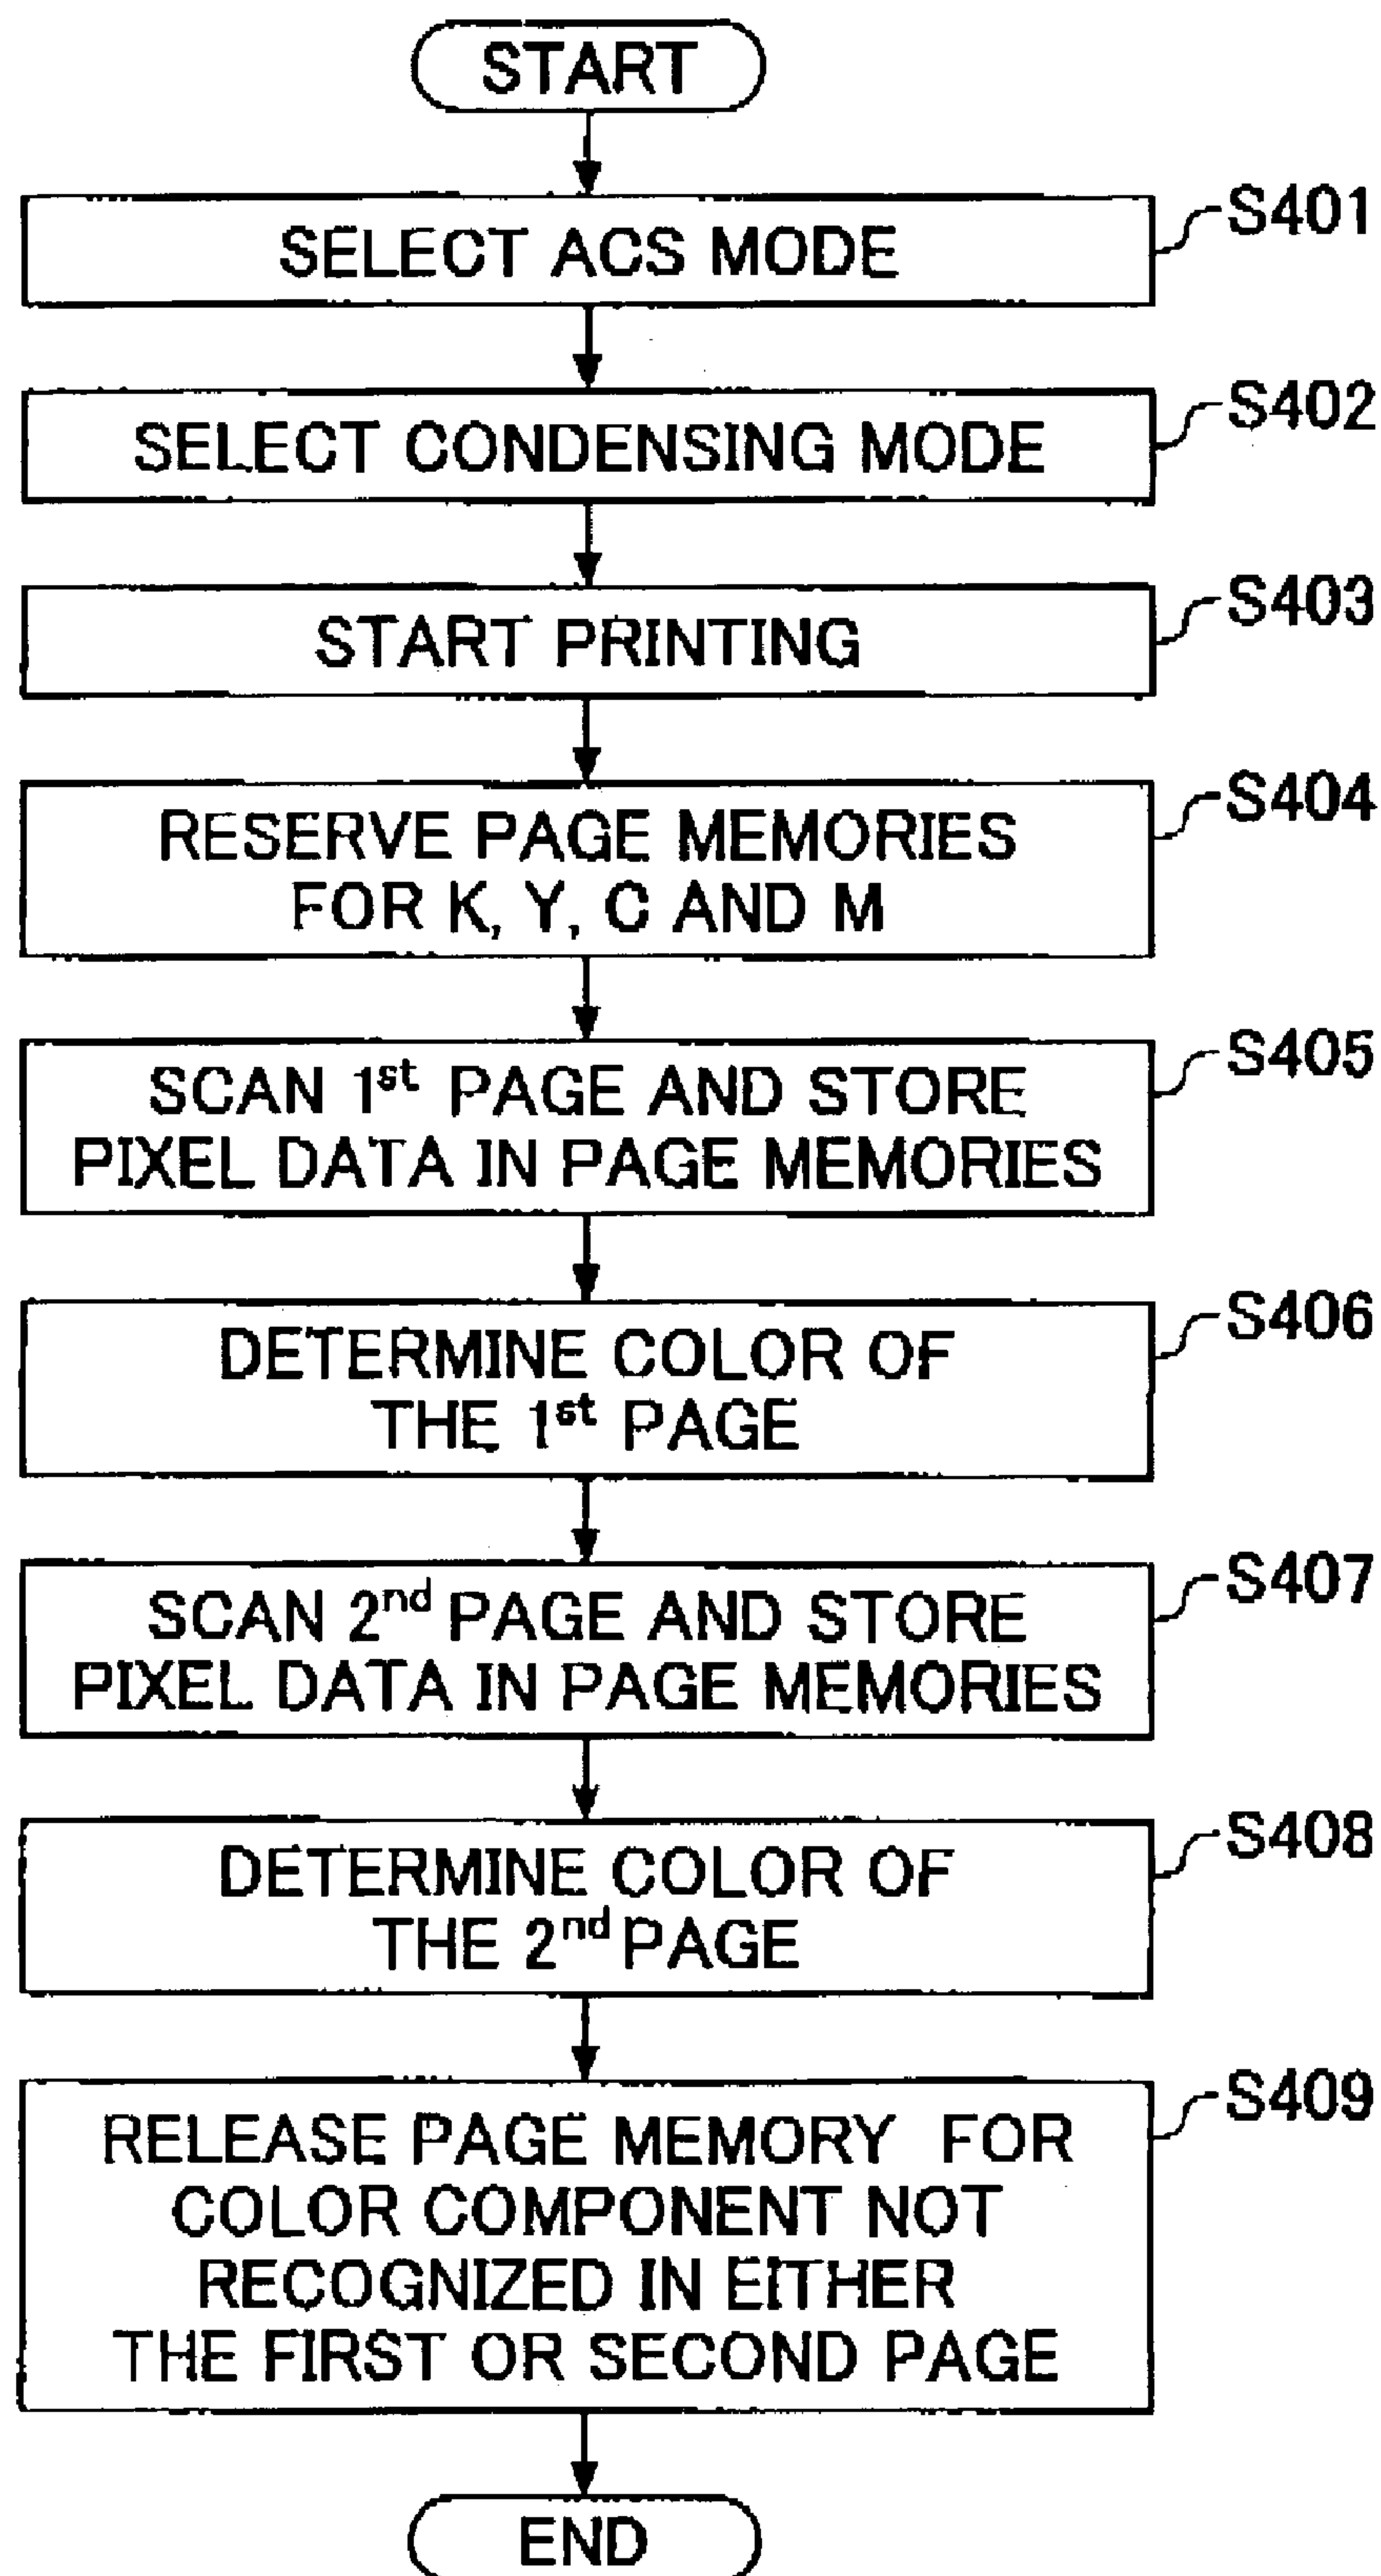 START
SELECT ACS MODE
S401
SELECT CONDENSING MODE
S402
START PRINTING
S403
RESERVE PAGE MEMORIES
FOR K, Y, C AND M
S404
SCAN 1st PAGE AND STORE
PIXEL DATA IN PAGE MEMORIES
S405
DETERMINE COLOR OF
THE 1st PAGE
S406
SCAN 2nd PAGE AND STORE
PIXEL DATA IN PAGE MEMORIES
S407
DETERMINE COLOR OF
THE 2nd PAGE
S408
RELEASE PAGE MEMORY FOR
COLOR COMPONENT NOT
RECOGNIZED IN EITHER
THE FIRST OR SECOND PAGE
S409
END